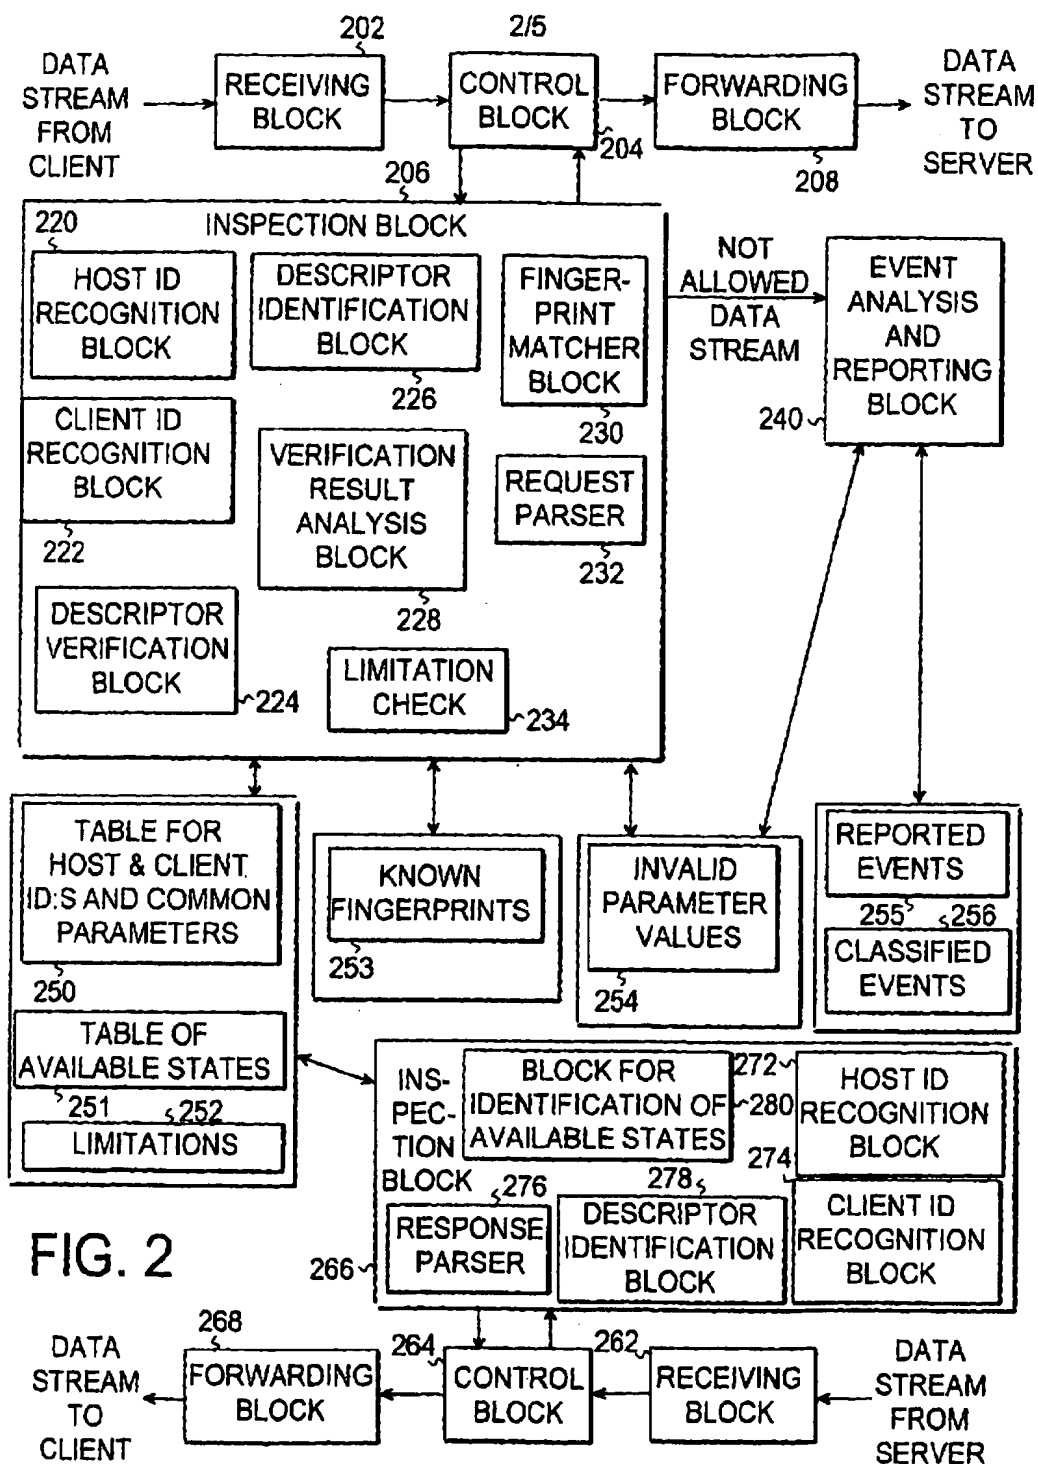 2/5
DATA
STREAM
FROM
CLIENT
202
RECEIVING
BLOCK
CONTROL
BLOCK
204
FORWARDING
BLOCK
208
DATA
STREAM
TO
SERVER
206
INSPECTION BLOCK
220
HOST ID
RECOGNITION
BLOCK
DESCRIPTOR
IDENTIFICATION
BLOCK
226
FINGER-
PRINT
MATCHER
BLOCK
230
CLIENT ID
RECOGNITION
BLOCK
222
VERIFICATION
RESULT
ANALYSIS
BLOCK
228
REQUEST
PARSER
232
DESCRIPTOR
VERIFICATION
BLOCK
224
LIMITATION
CHECK
234
NOT
ALLOWED
DATA
STREAM
EVENT
ANALYSIS
AND
REPORTING
BLOCK
240
TABLE FOR
HOST & CLIENT
ID:S AND COMMON
PARAMETERS
250
TABLE OF
AVAILABLE STATES
251
252
LIMITATIONS
KNOWN
FINGERPRINTS
253
INVALID
PARAMETER
VALUES
254
REPORTED
EVENTS
255
256
CLASSIFIED
EVENTS
INS-
PEC-
TION
BLOCK
266
BLOCK FOR
IDENTIFICATION OF
AVAILABLE STATES
280
272
HOST ID
RECOGNITION
BLOCK
274
CLIENT ID
RECOGNITION
BLOCK
276
RESPONSE
PARSER
278
DESCRIPTOR
IDENTIFICATION
BLOCK
FIG. 2
DATA
STREAM
TO
CLIENT
268
FORWARDING
BLOCK
264
CONTROL
BLOCK
262
RECEIVING
BLOCK
DATA
STREAM
FROM
SERVER